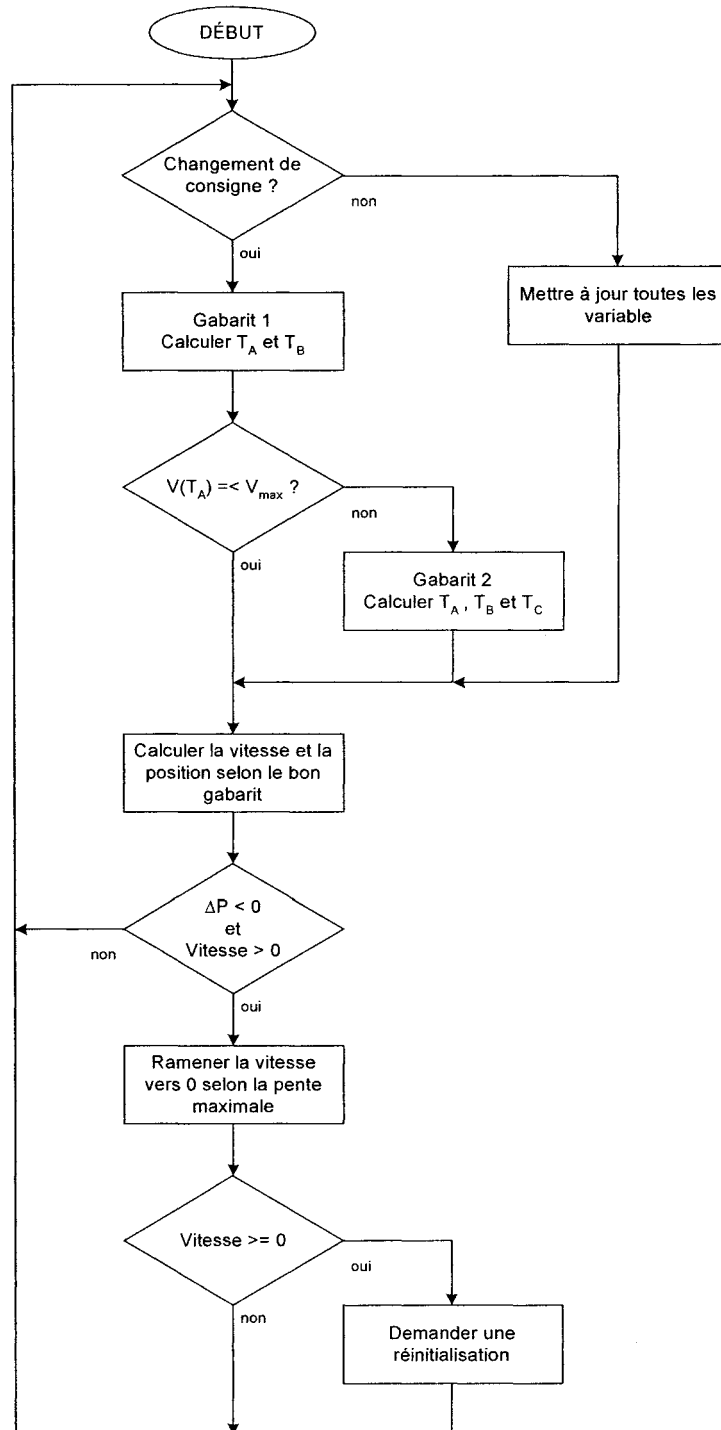 DÉBUT
Changement de
consigne ?
non
oui
Mettre à jour toutes les
variable
Gabarit 1
Calculer T_A et T_B
V(T_A) =< V_max ?
non
oui
Gabarit 2
Calculer T_A , T_B et T_C
Calculer la vitesse et la
position selon le bon
gabarit
ΔP < 0
et
Vitesse > 0
non
oui
Ramener la vitesse
vers 0 selon la pente
maximale
Vitesse >= 0
oui
non
Demander une
réinitialisation